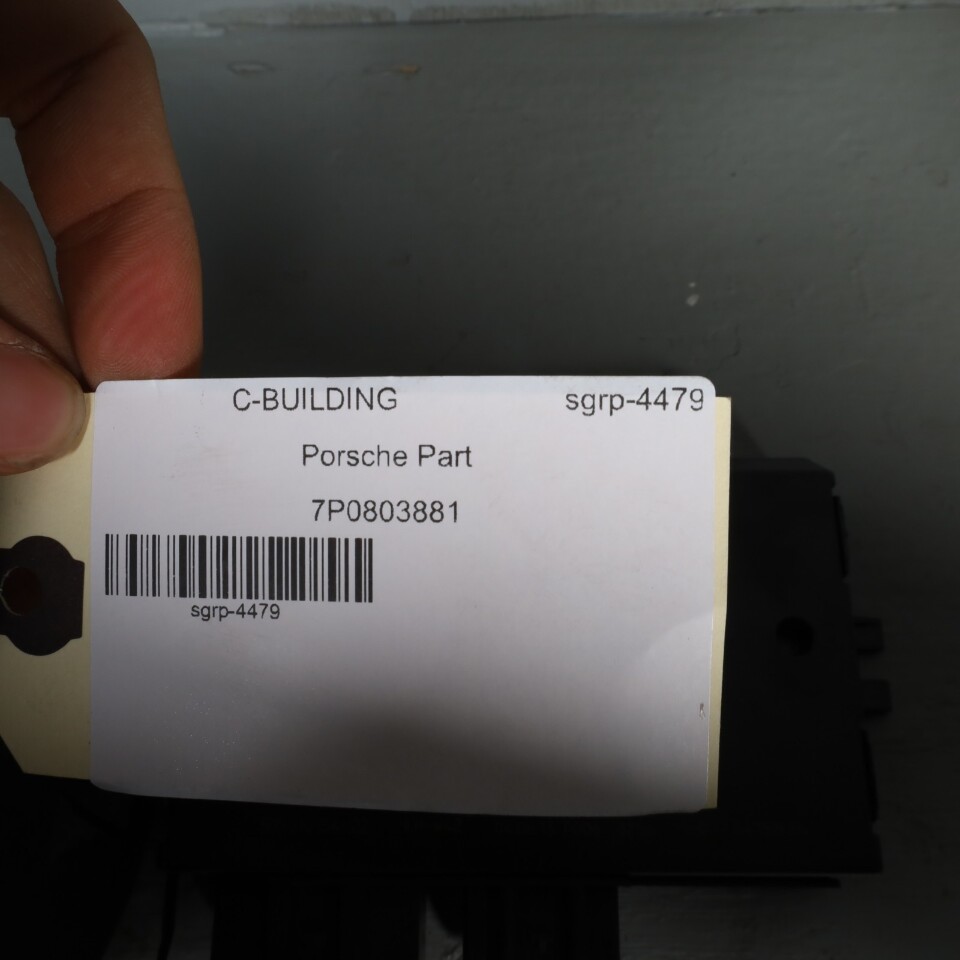 C-BUILDING sgrp-4479
Porsche Part
7P0803881
sgrp-4479